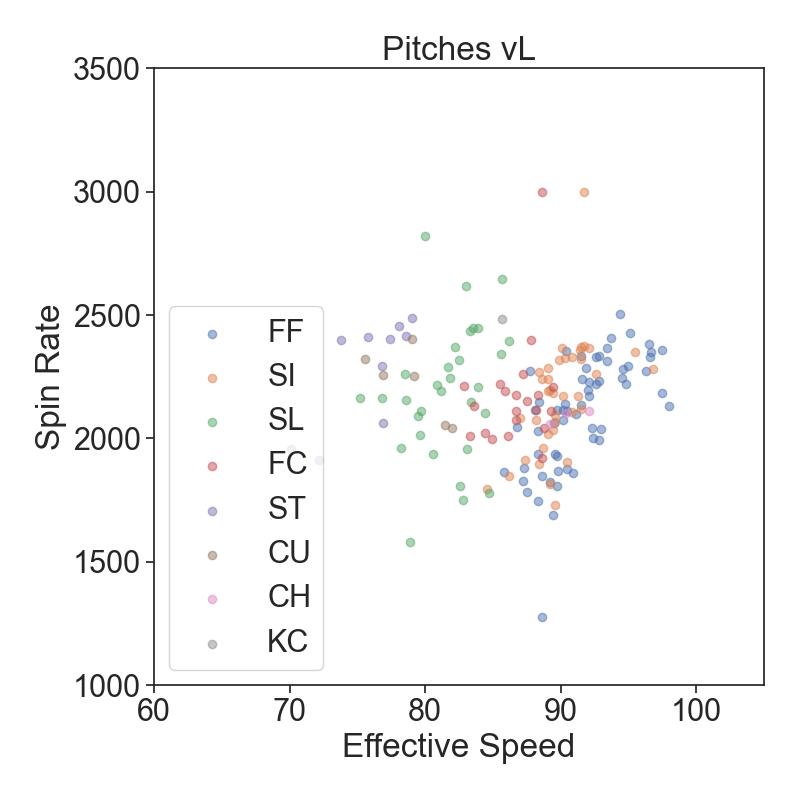 Pitches vL
3500
3000
2500
2000
1500
1000
Spin Rate
FF
SI
SL
FC
ST
CU
CH
KC
60 70 80 90 100
Effective Speed